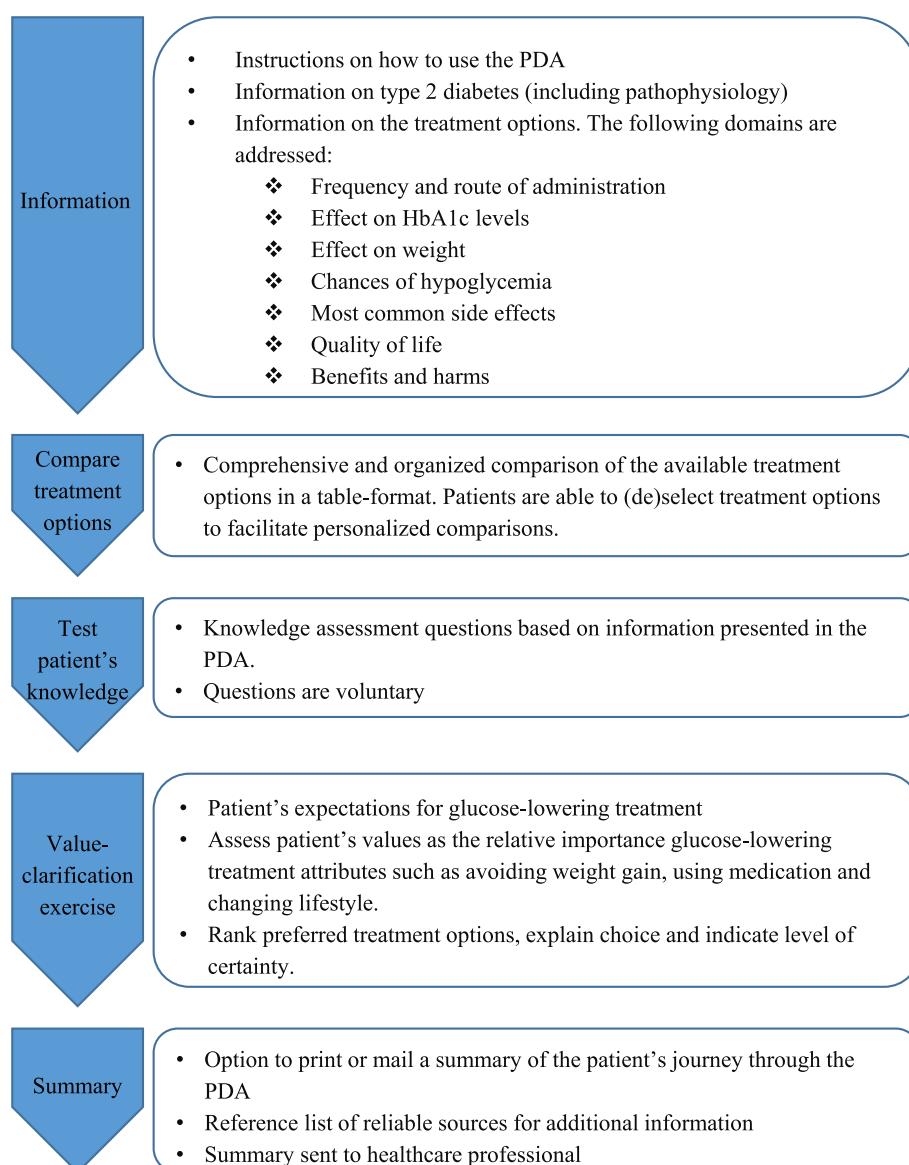 Information
• Instructions on how to use the PDA
• Information on type 2 diabetes (including pathophysiology)
• Information on the treatment options. The following domains are
addressed:
❖ Frequency and route of administration
❖ Effect on HbA1c levels
❖ Effect on weight
❖ Chances of hypoglycemia
❖ Most common side effects
❖ Quality of life
❖ Benefits and harms
Compare
treatment
options
• Comprehensive and organized comparison of the available treatment
options in a table-format. Patients are able to (de)select treatment options
to facilitate personalized comparisons.
Test
patient’s
knowledge
• Knowledge assessment questions based on information presented in the
PDA.
• Questions are voluntary
Value-
clarification
exercise
• Patient’s expectations for glucose-lowering treatment
• Assess patient’s values as the relative importance glucose-lowering
treatment attributes such as avoiding weight gain, using medication and
changing lifestyle.
• Rank preferred treatment options, explain choice and indicate level of
certainty.
Summary
• Option to print or mail a summary of the patient’s journey through the
PDA
• Reference list of reliable sources for additional information
• Summary sent to healthcare professional